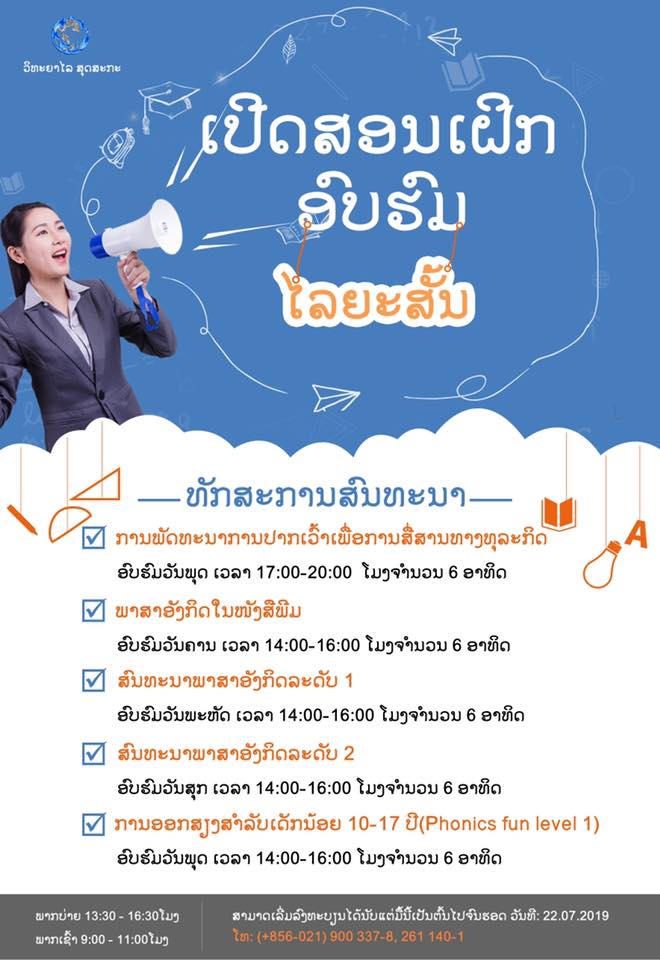 ວິທະຍາໄລ ສຸດສະກະ
ເປີດສອນເຝິກ
ອົບຮົມ
ໄລຍະສັ້ນ
ທັກສະການສົນທະນາ
ການພັດທະນາການປາກເວົ້າເພື່ອການສື່ສານທາງທຸລະກິດ
ອົບຮົມວັນພຸດ ເວລາ 17:00-20:00 ໂມງຈຳນວນ 6 ອາທິດ
ພາສາອັງກິດໃນໜັງສືພີມ
ອົບຮົມວັນຄານ ເວລາ 14:00-16:00 ໂມງຈຳນວນ 6 ອາທິດ
ສົນທະນາພາສາອັງກິດລະດັບ 1
ອົບຮົມວັນພະຫັດ ເວລາ 14:00-16:00 ໂມງຈຳນວນ 6 ອາທິດ
ສົນທະນາພາສາອັງກິດລະດັບ 2
ອົບຮົມວັນສຸກ ເວລາ 14:00-16:00 ໂມງຈຳນວນ 6 ອາທິດ
ການອອກສຽງສຳລັບເດັກນ້ອຍ 10-17 ປີ(Phonics fun level 1)
ອົບຮົມວັນພຸດ ເວລາ 14:00-16:00 ໂມງຈຳນວນ 6 ອາທິດ
ພາກບ່າຍ 13:30 - 16:30ໂມງ
ພາກເຊົ້າ 9:00 - 11:00ໂມງ
ສາມາດເລີ່ມລົງທະບຽນໄດ້ນັບແຕ່ມື້ນີ້ເປັນຕົ້ນໄປຈົນຮອດ ວັນທີ: 22.07.2019
ໂທ: (+856-021) 900 337-8, 261 140-1